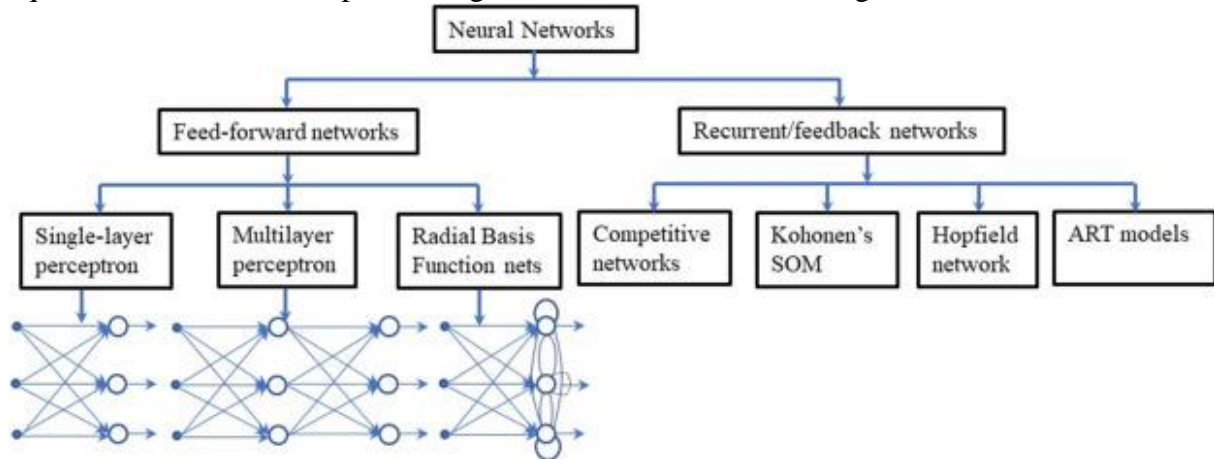 Neural Networks
Feed-forward networks
Recurrent/feedback networks
Single-layer
perceptron
Multilayer
perceptron
Radial Basis
Function nets
Competitive
networks
Kohonen's
SOM
Hopfield
network
ART models